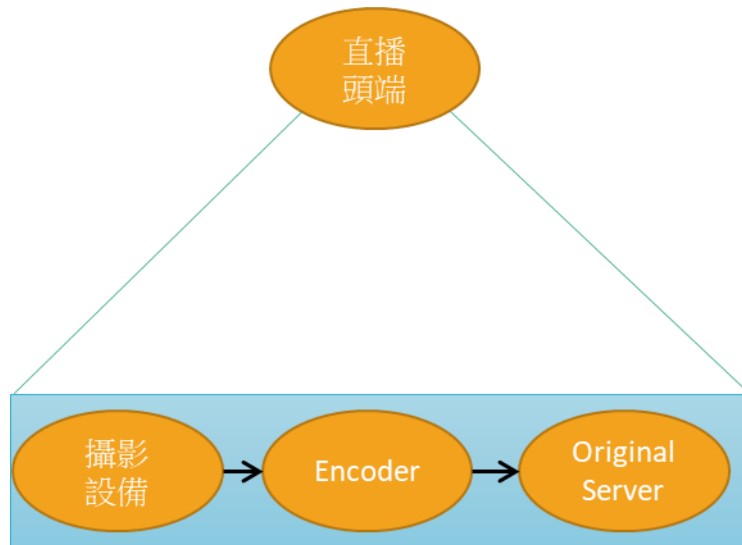 直播
頭端
攝影
設備
Encoder
Original
Server